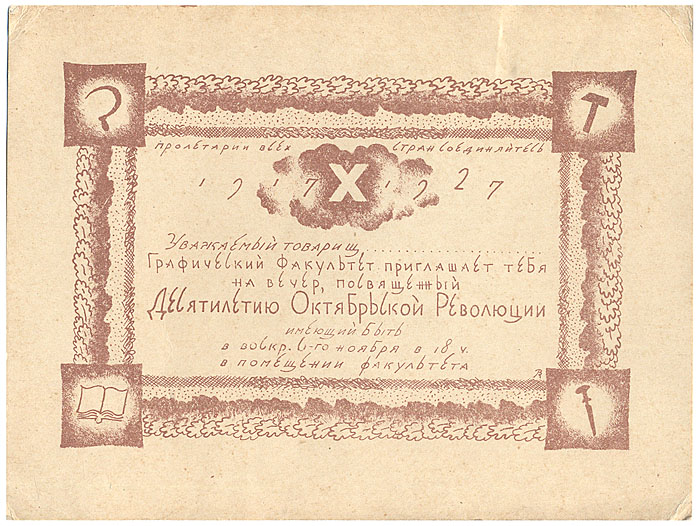 пролетарии всех стран соединяйтесь
1917 X 1927
Уважаемый товарищ ..............................
Графический Факультет приглашает тебя
на вечер, посвященный
Десятилетию Октябрьской Революции
имеющий быть
в воскр. 6-го ноября в 18 ч.
в помещении факультета